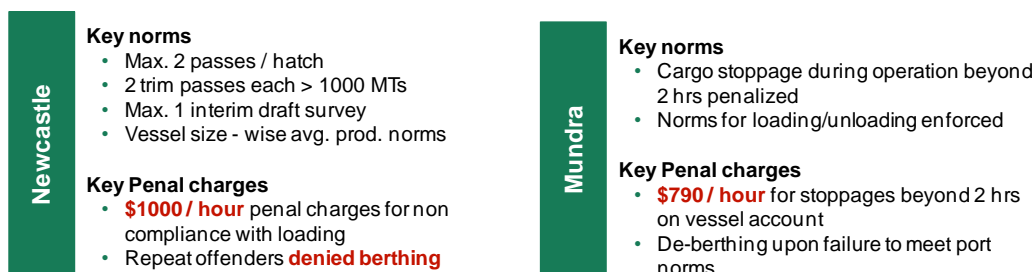 Newcastle
Key norms
• Max. 2 passes / hatch
• 2 trim passes each > 1000 MTs
• Max. 1 interim draft survey
• Vessel size - wise avg. prod. norms
Key Penal charges
• $1000 / hour penal charges for non
compliance with loading
• Repeat offenders denied berthing
Mundra
Key norms
• Cargo stoppage during operation beyond
2 hrs penalized
• Norms for loading/unloading enforced
Key Penal charges
• $790 / hour for stoppages beyond 2 hrs
on vessel account
• De-berthing upon failure to meet port
norms